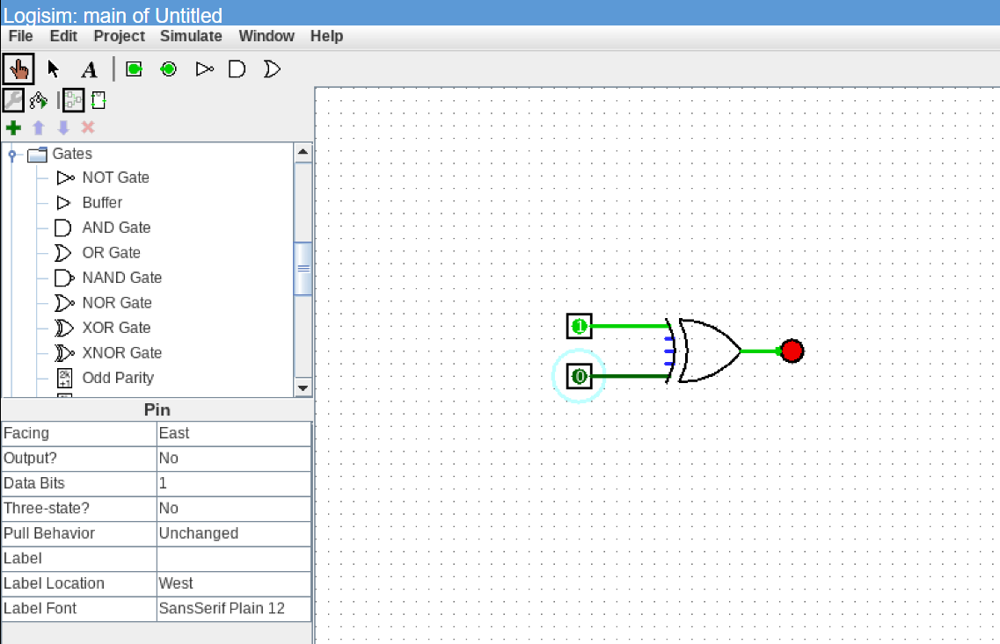 Logisim: main of Untitled
File Edit Project Simulate Window Help
A
Gates
NOT Gate
Buffer
AND Gate
OR Gate
NAND Gate
NOR Gate
XOR Gate
XNOR Gate
2k+1 Odd Parity
Pin
Facing East
Output? No
Data Bits 1
Three-state? No
Pull Behavior Unchanged
Label
Label Location West
Label Font SansSerif Plain 12
1
0